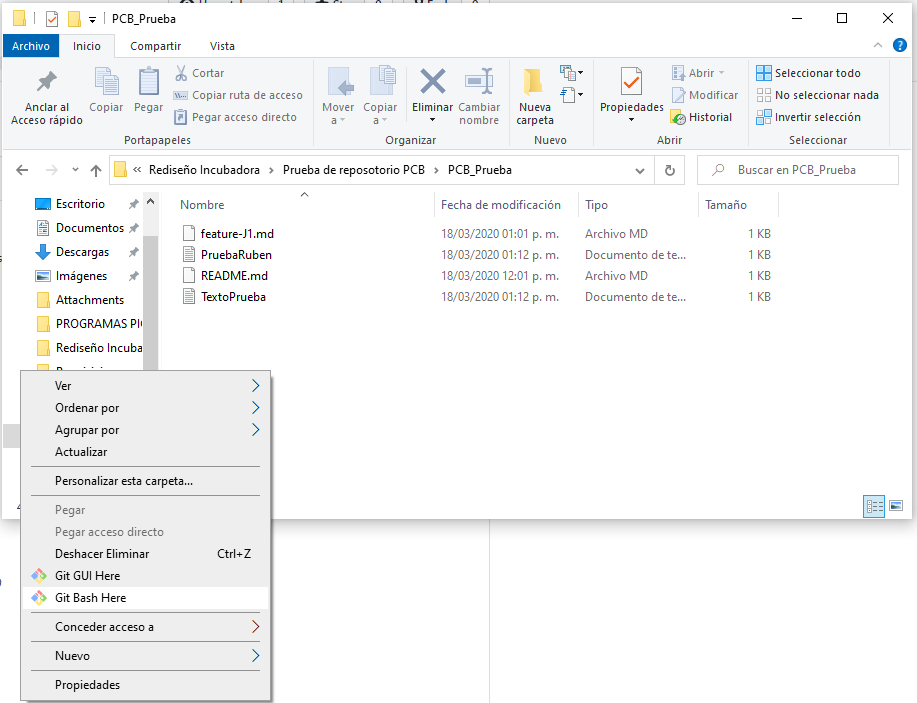 PCB_Prueba
Archivo Inicio Compartir Vista
Anclar al Acceso rápido
Copiar
Pegar
Cortar
Copiar ruta de acceso
Pegar acceso directo
Portapapeles
Mover a
Copiar a
Eliminar
Cambiar nombre
Organizar
Nueva carpeta
Nuevo
Propiedades
Abrir
Modificar
Historial
Abrir
Seleccionar todo
No seleccionar nada
Invertir selección
Seleccionar
« Rediseño Incubadora › Prueba de reposotorio PCB › PCB_Prueba
Buscar en PCB_Prueba
Escritorio
Documentos
Descargas
Imágenes
Attachments
PROGRAMAS
Rediseño
Nombre Fecha de modificación Tipo Tamaño
feature-J1.md 18/03/2020 01:01 p. m. Archivo MD 1 KB
PruebaRuben 18/03/2020 01:12 p. m. Documento de te... 1 KB
README.md 18/03/2020 12:01 p. m. Archivo MD 1 KB
TextoPrueba 18/03/2020 01:12 p. m. Documento de te... 1 KB
Ver
Ordenar por
Agrupar por
Actualizar
Personalizar esta carpeta...
Pegar
Pegar acceso directo
Deshacer Eliminar Ctrl+Z
Git GUI Here
Git Bash Here
Conceder acceso a
Nuevo
Propiedades